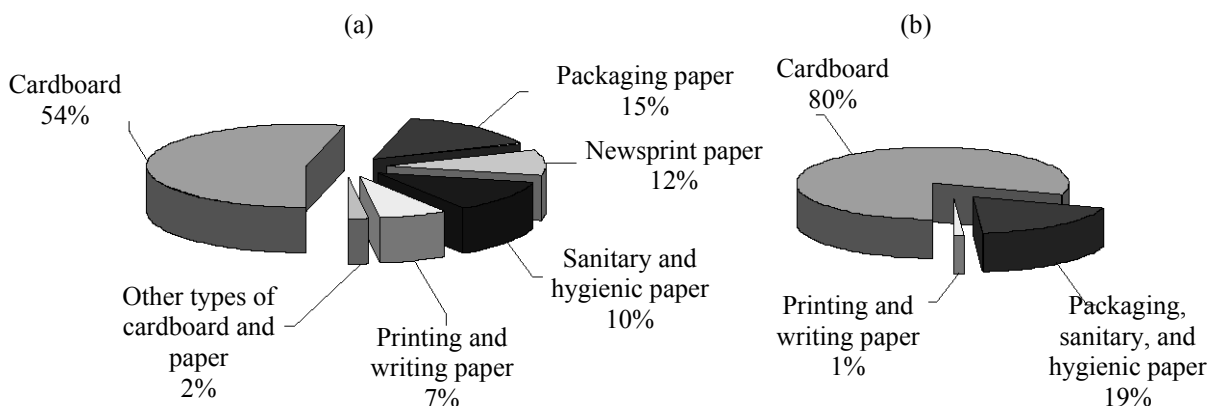 (a)
Cardboard
54%
Packaging paper
15%
Newsprint paper
12%
Sanitary and
hygienic paper
10%
Printing and
writing paper
7%
Other types of
cardboard and
paper
2%
(b)
Cardboard
80%
Printing and
writing paper
1%
Packaging,
sanitary, and
hygienic paper
19%